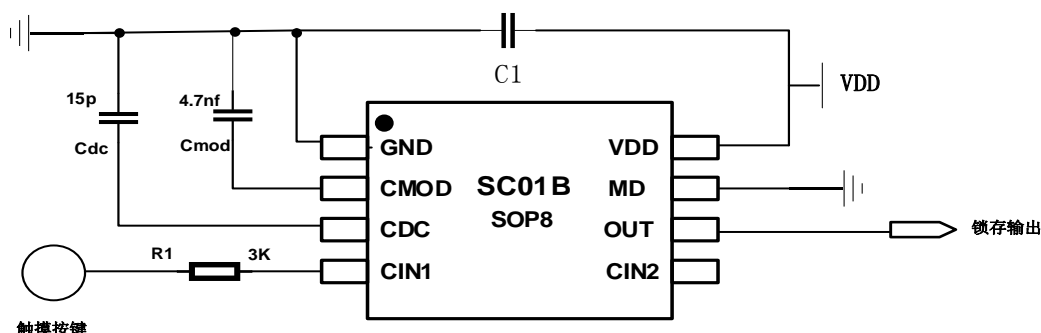 C1
VDD
15p
4.7nf
Cdc
Cmod
GND
VDD
CMOD
SC01B
MD
SOP8
CDC
OUT
锁存输出
R1
3K
CIN1
CIN2
触摸按键